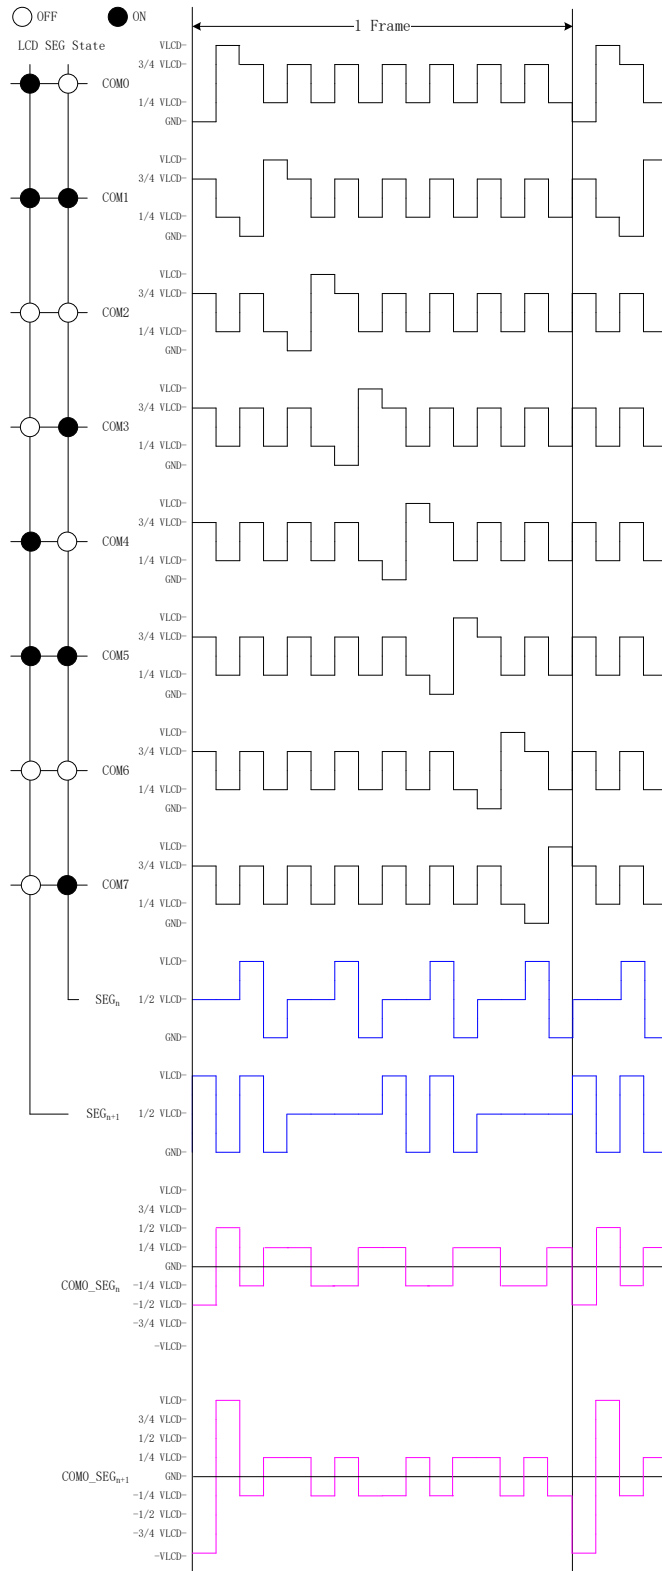 OFF ON
1 Frame
LCD SEG State
VLCD
3/4 VLCD
COM0
1/4 VLCD
GND
VLCD
3/4 VLCD
COM1
1/4 VLCD
GND
VLCD
3/4 VLCD
COM2
1/4 VLCD
GND
VLCD
3/4 VLCD
COM3
1/4 VLCD
GND
VLCD
3/4 VLCD
COM4
1/4 VLCD
GND
VLCD
3/4 VLCD
COM5
1/4 VLCD
GND
VLCD
3/4 VLCD
COM6
1/4 VLCD
GND
VLCD
3/4 VLCD
COM7
1/4 VLCD
GND
VLCD
SEGn 1/2 VLCD
GND
VLCD
SEGn+1 1/2 VLCD
GND
VLCD
3/4 VLCD
1/2 VLCD
1/4 VLCD
GND
COM0_SEGn -1/4 VLCD
-1/2 VLCD
-3/4 VLCD
-VLCD
VLCD
3/4 VLCD
1/2 VLCD
1/4 VLCD
COM0_SEGn+1 GND
-1/4 VLCD
-1/2 VLCD
-3/4 VLCD
-VLCD